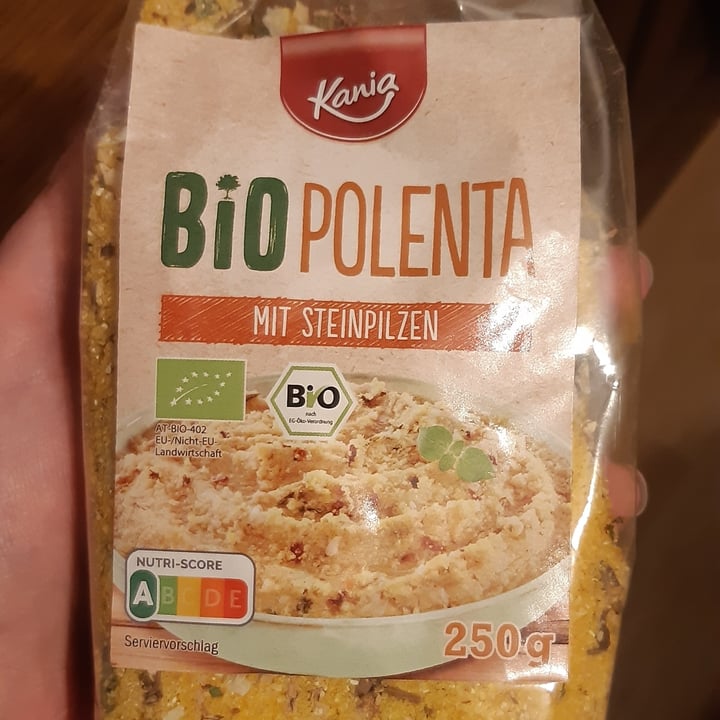 Kania
BiO POLENTA
MIT STEINPILZEN
BiO
nach
EG-Öko-Verordnung
AT-BIO-402
EU-/Nicht-EU-
Landwirtschaft
NUTRI-SCORE
A B C D E
Serviervorschlag
250 g